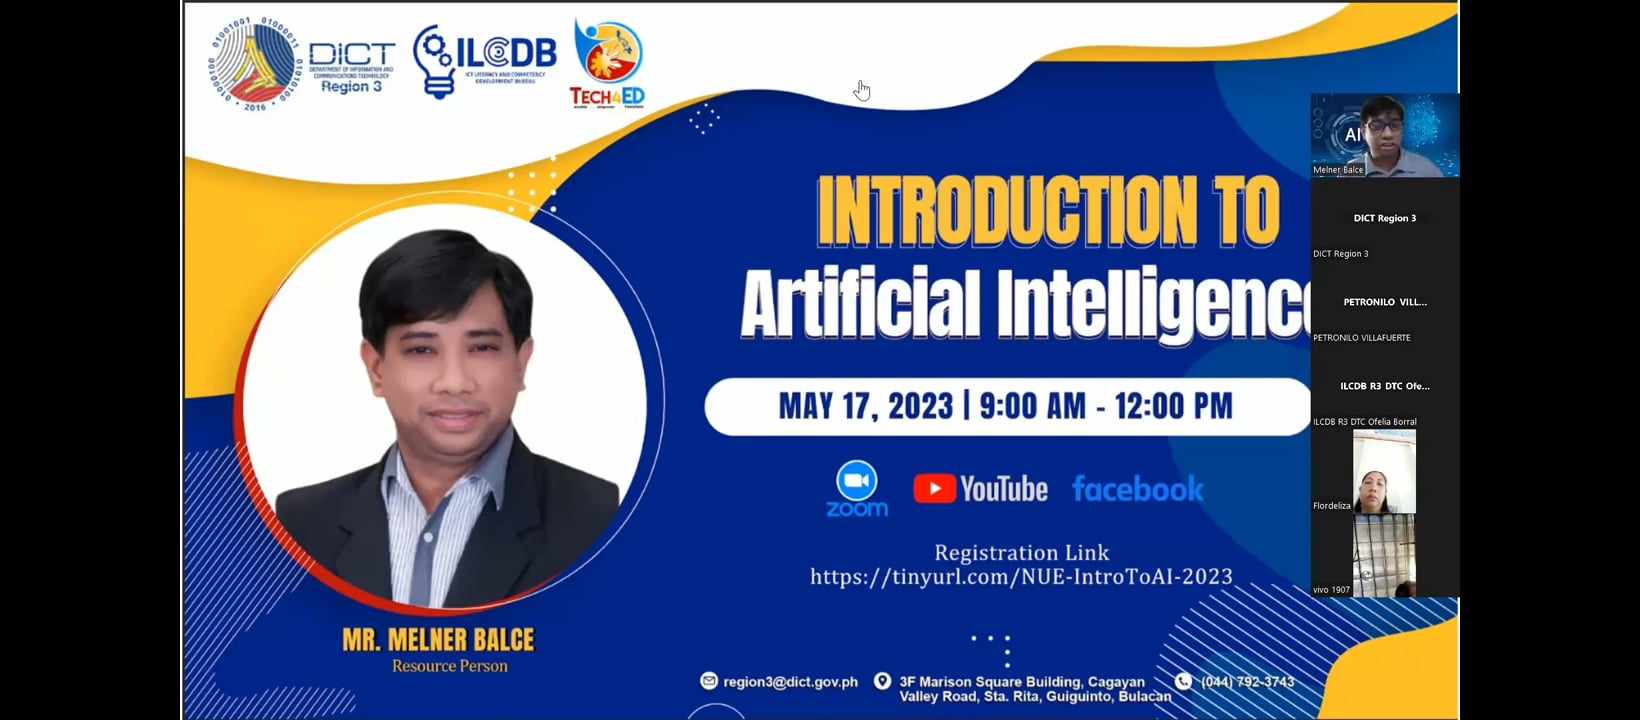 DICT
DEPARTMENT OF INFORMATION AND
COMMUNICATIONS TECHNOLOGY
Region 3
2016
ILCDB
ICT LITERACY AND COMPETENCY
DEVELOPMENT BUREAU
TECH4ED
INTRODUCTION TO
Artificial Intelligenc
MAY 17, 2023 | 9:00 AM - 12:00 PM
zoom
YouTube
facebook
Registration Link
https://tinyurl.com/NUE-IntroToAI-2023
MR. MELNER BALCE
Resource Person
region3@dict.gov.ph
3F Marison Square Building, Cagayan
Valley Road, Sta. Rita, Guiguinto, Bulacan
(044) 792-3743
AI
Melner Balce
DICT Region 3
DICT Region 3
PETRONILO VILL...
PETRONILO VILLAFUERTE
ILCDB R3 DTC Ofe...
ILCDB R3 DTC Ofelia Borral
Flordeliza
vivo 1907